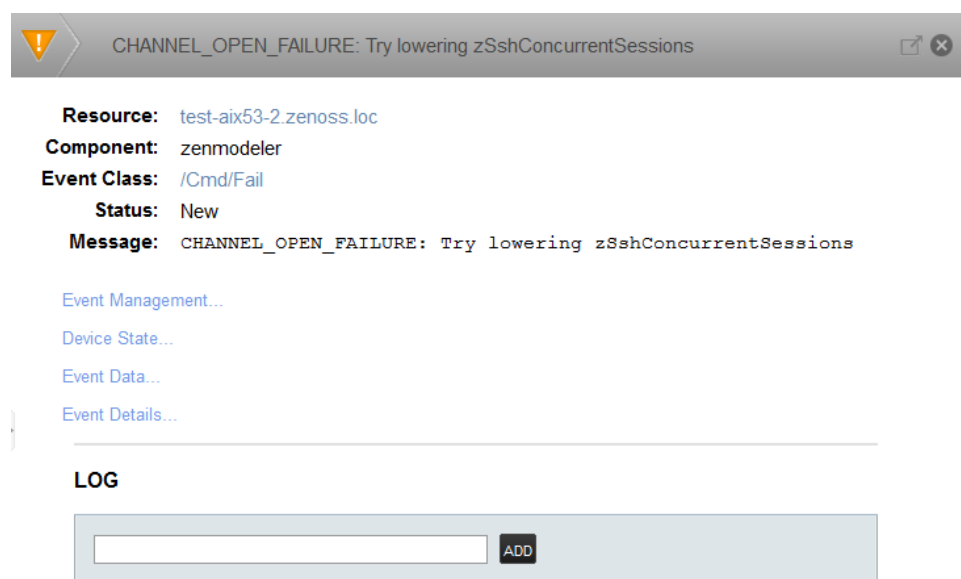 CHANNEL_OPEN_FAILURE: Try lowering zSshConcurrentSessions
Resource: test-aix53-2.zenoss.loc
Component: zenmodeler
Event Class: /Cmd/Fail
Status: New
Message: CHANNEL_OPEN_FAILURE: Try lowering zSshConcurrentSessions
Event Management...
Device State...
Event Data...
Event Details...
LOG
ADD